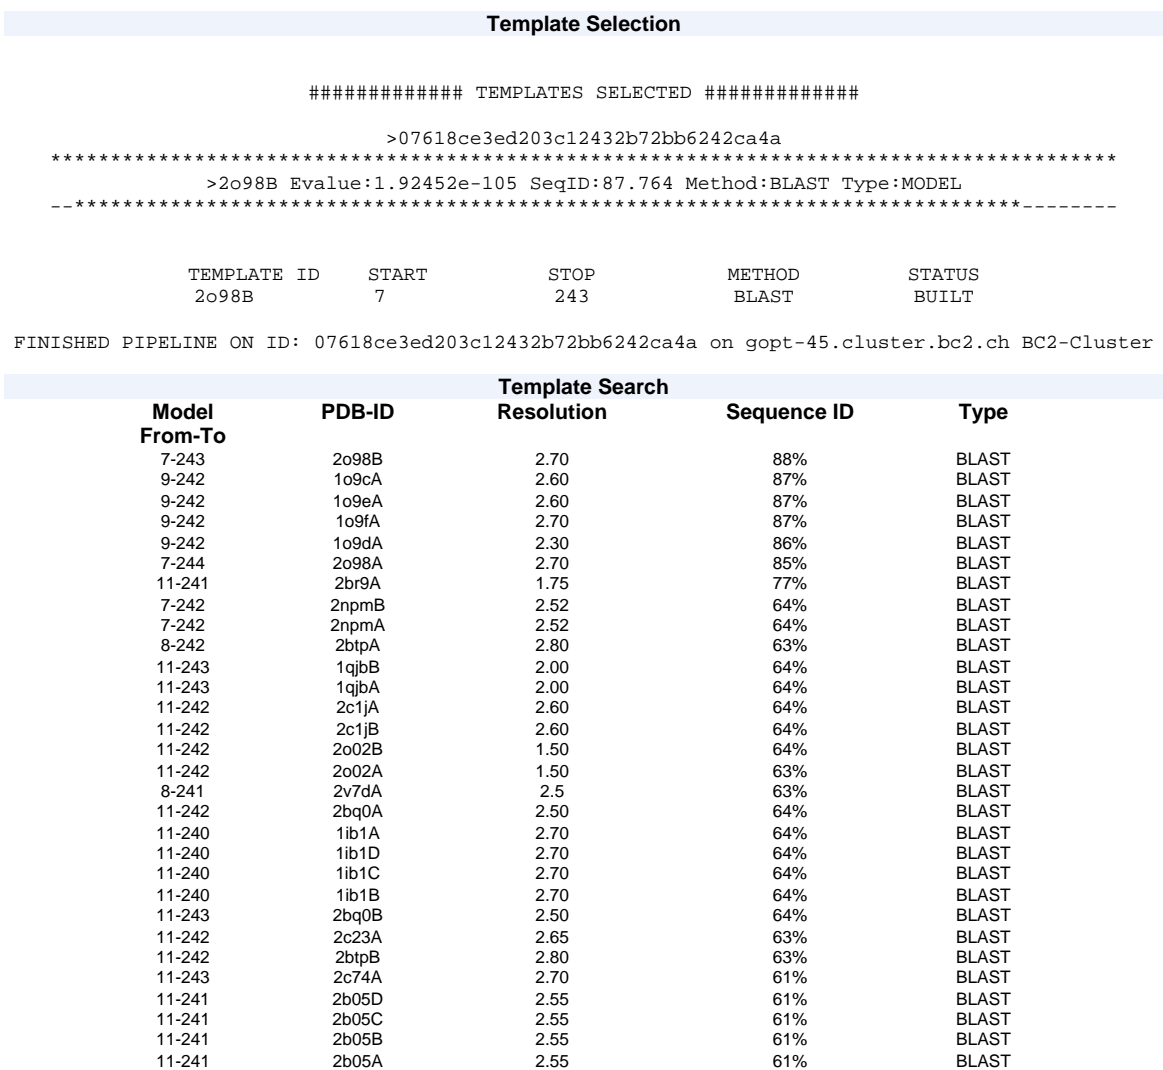 Template Selection
############# TEMPLATES SELECTED #############
>07618ce3ed203c12432b72bb6242ca4a
*****************************************************************************************
>2o98B Evalue:1.92452e-105 SeqID:87.764 Method:BLAST Type:MODEL
--*******************************************************************************--------
TEMPLATE ID START STOP METHOD STATUS
2o98B 7 243 BLAST BUILT
FINISHED PIPELINE ON ID: 07618ce3ed203c12432b72bb6242ca4a on gopt-45.cluster.bc2.ch BC2-Cluster
Template Search
Model PDB-ID Resolution Sequence ID Type
From-To
7-243 2o98B 2.70 88% BLAST
9-242 1o9cA 2.60 87% BLAST
9-242 1o9eA 2.60 87% BLAST
9-242 1o9fA 2.70 87% BLAST
9-242 1o9dA 2.30 86% BLAST
7-244 2o98A 2.70 85% BLAST
11-241 2br9A 1.75 77% BLAST
7-242 2npmB 2.52 64% BLAST
7-242 2npmA 2.52 64% BLAST
8-242 2btpA 2.80 63% BLAST
11-243 1qjbB 2.00 64% BLAST
11-243 1qjbA 2.00 64% BLAST
11-242 2c1jA 2.60 64% BLAST
11-242 2c1jB 2.60 64% BLAST
11-242 2o02B 1.50 64% BLAST
11-242 2o02A 1.50 63% BLAST
8-241 2v7dA 2.5 63% BLAST
11-242 2bq0A 2.50 64% BLAST
11-240 1ib1A 2.70 64% BLAST
11-240 1ib1D 2.70 64% BLAST
11-240 1ib1C 2.70 64% BLAST
11-240 1ib1B 2.70 64% BLAST
11-243 2bq0B 2.50 64% BLAST
11-242 2c23A 2.65 63% BLAST
11-242 2btpB 2.80 63% BLAST
11-243 2c74A 2.70 61% BLAST
11-241 2b05D 2.55 61% BLAST
11-241 2b05C 2.55 61% BLAST
11-241 2b05B 2.55 61% BLAST
11-241 2b05A 2.55 61% BLAST